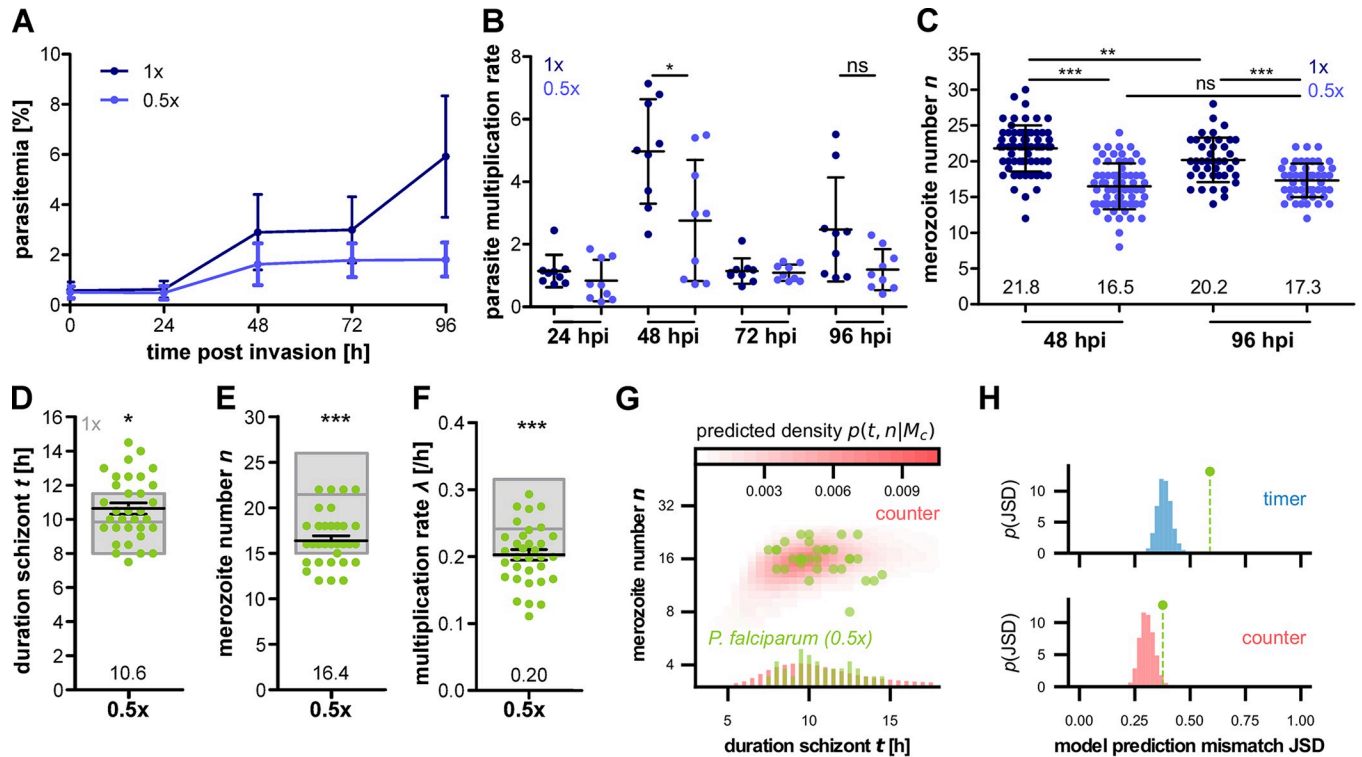 A
parasitemia [%]
10
8
6
4
2
0
1x
0.5x
0
24
48
72
96
time post invasion [h]
B
parasite multiplication rate
8
6
4
2
0
1x
0.5x
*
ns
24 hpi
48 hpi
72 hpi
96 hpi
C
merozoite number n
35
30
25
20
15
10
5
0
**
***
***
ns
1x
0.5x
21.8
16.5
20.2
17.3
48 hpi
96 hpi
D
duration schizont t [h]
16
14
12
10
8
6
4
2
0
1x
*
10.6
0.5x
E
merozoite number n
30
25
20
15
10
5
0
***
16.4
0.5x
F
multiplication rate λ [/h]
0.4
0.3
0.2
0.1
0.0
***
0.20
0.5x
G
predicted density p(t, n|Mc)
0.003
0.006
0.009
counter
merozoite number n
32
16
8
4
P. falciparum (0.5x)
5
10
15
duration schizont t [h]
H
p(JSD)
10
5
0
timer
p(JSD)
10
5
0
counter
0.00
0.25
0.50
0.75
1.00
model prediction mismatch JSD